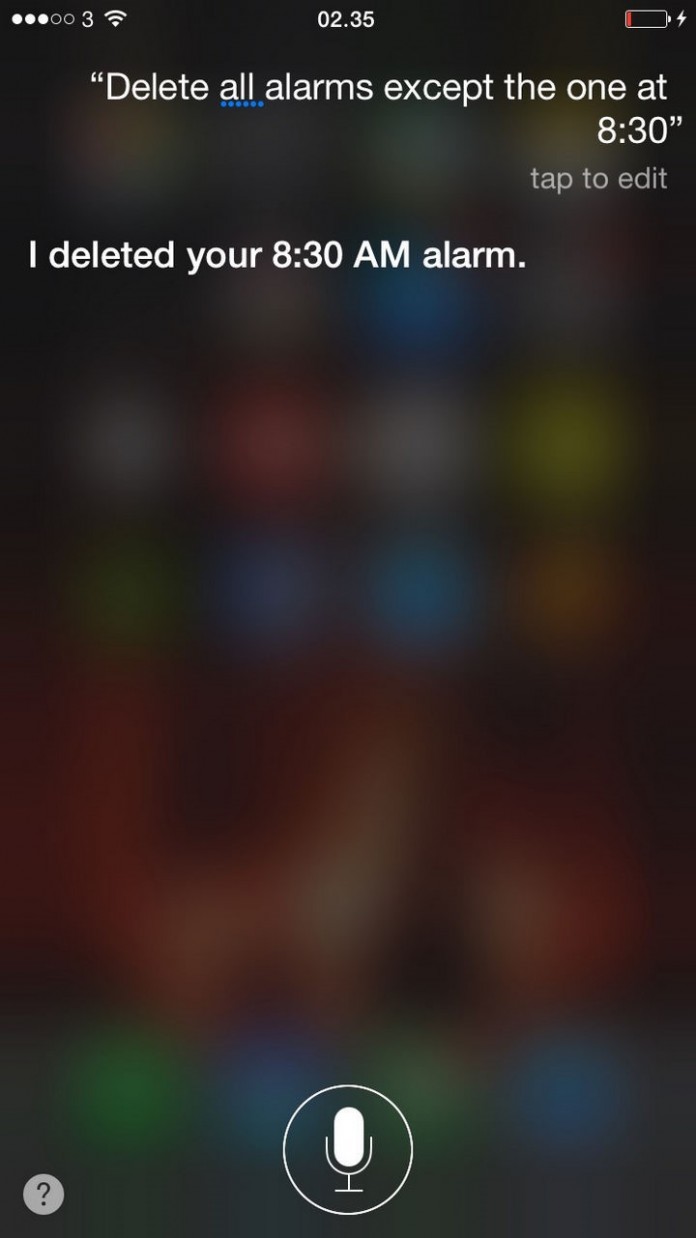 3 02.35
“Delete all alarms except the one at
8:30”
tap to edit
I deleted your 8:30 AM alarm.
?